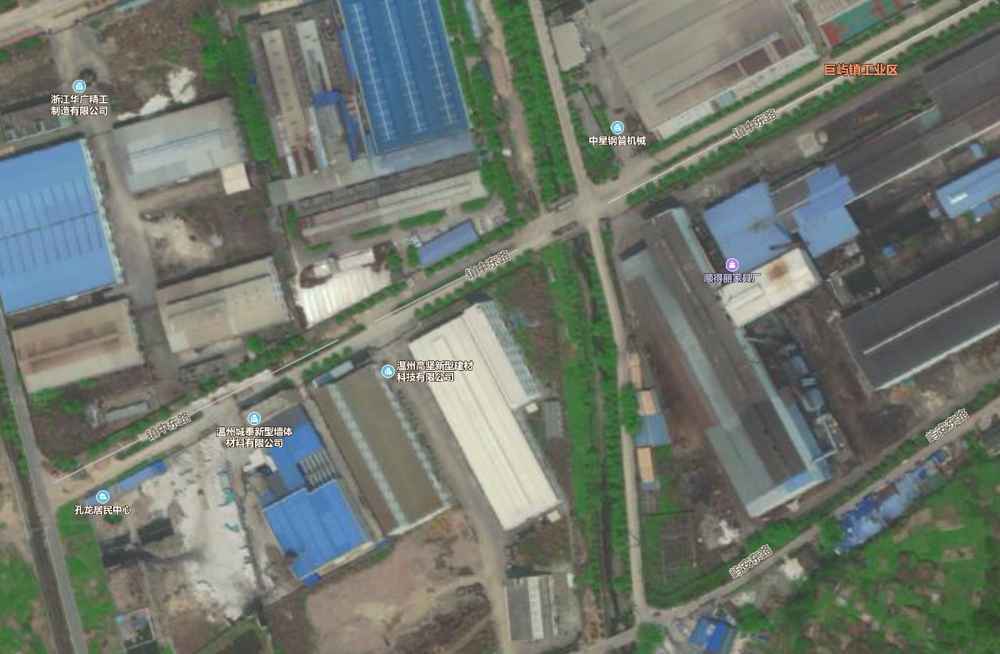 巨屿镇工业区
浙江华广精工
制造有限公司
镇中东路
中星钢管机械
镇中东路
顺得丽家具厂
温州高坚新型建材
科技有限公司
镇中东路
温州城泰新型墙体
材料有限公司
屿安东路
孔龙居民中心
屿安东路